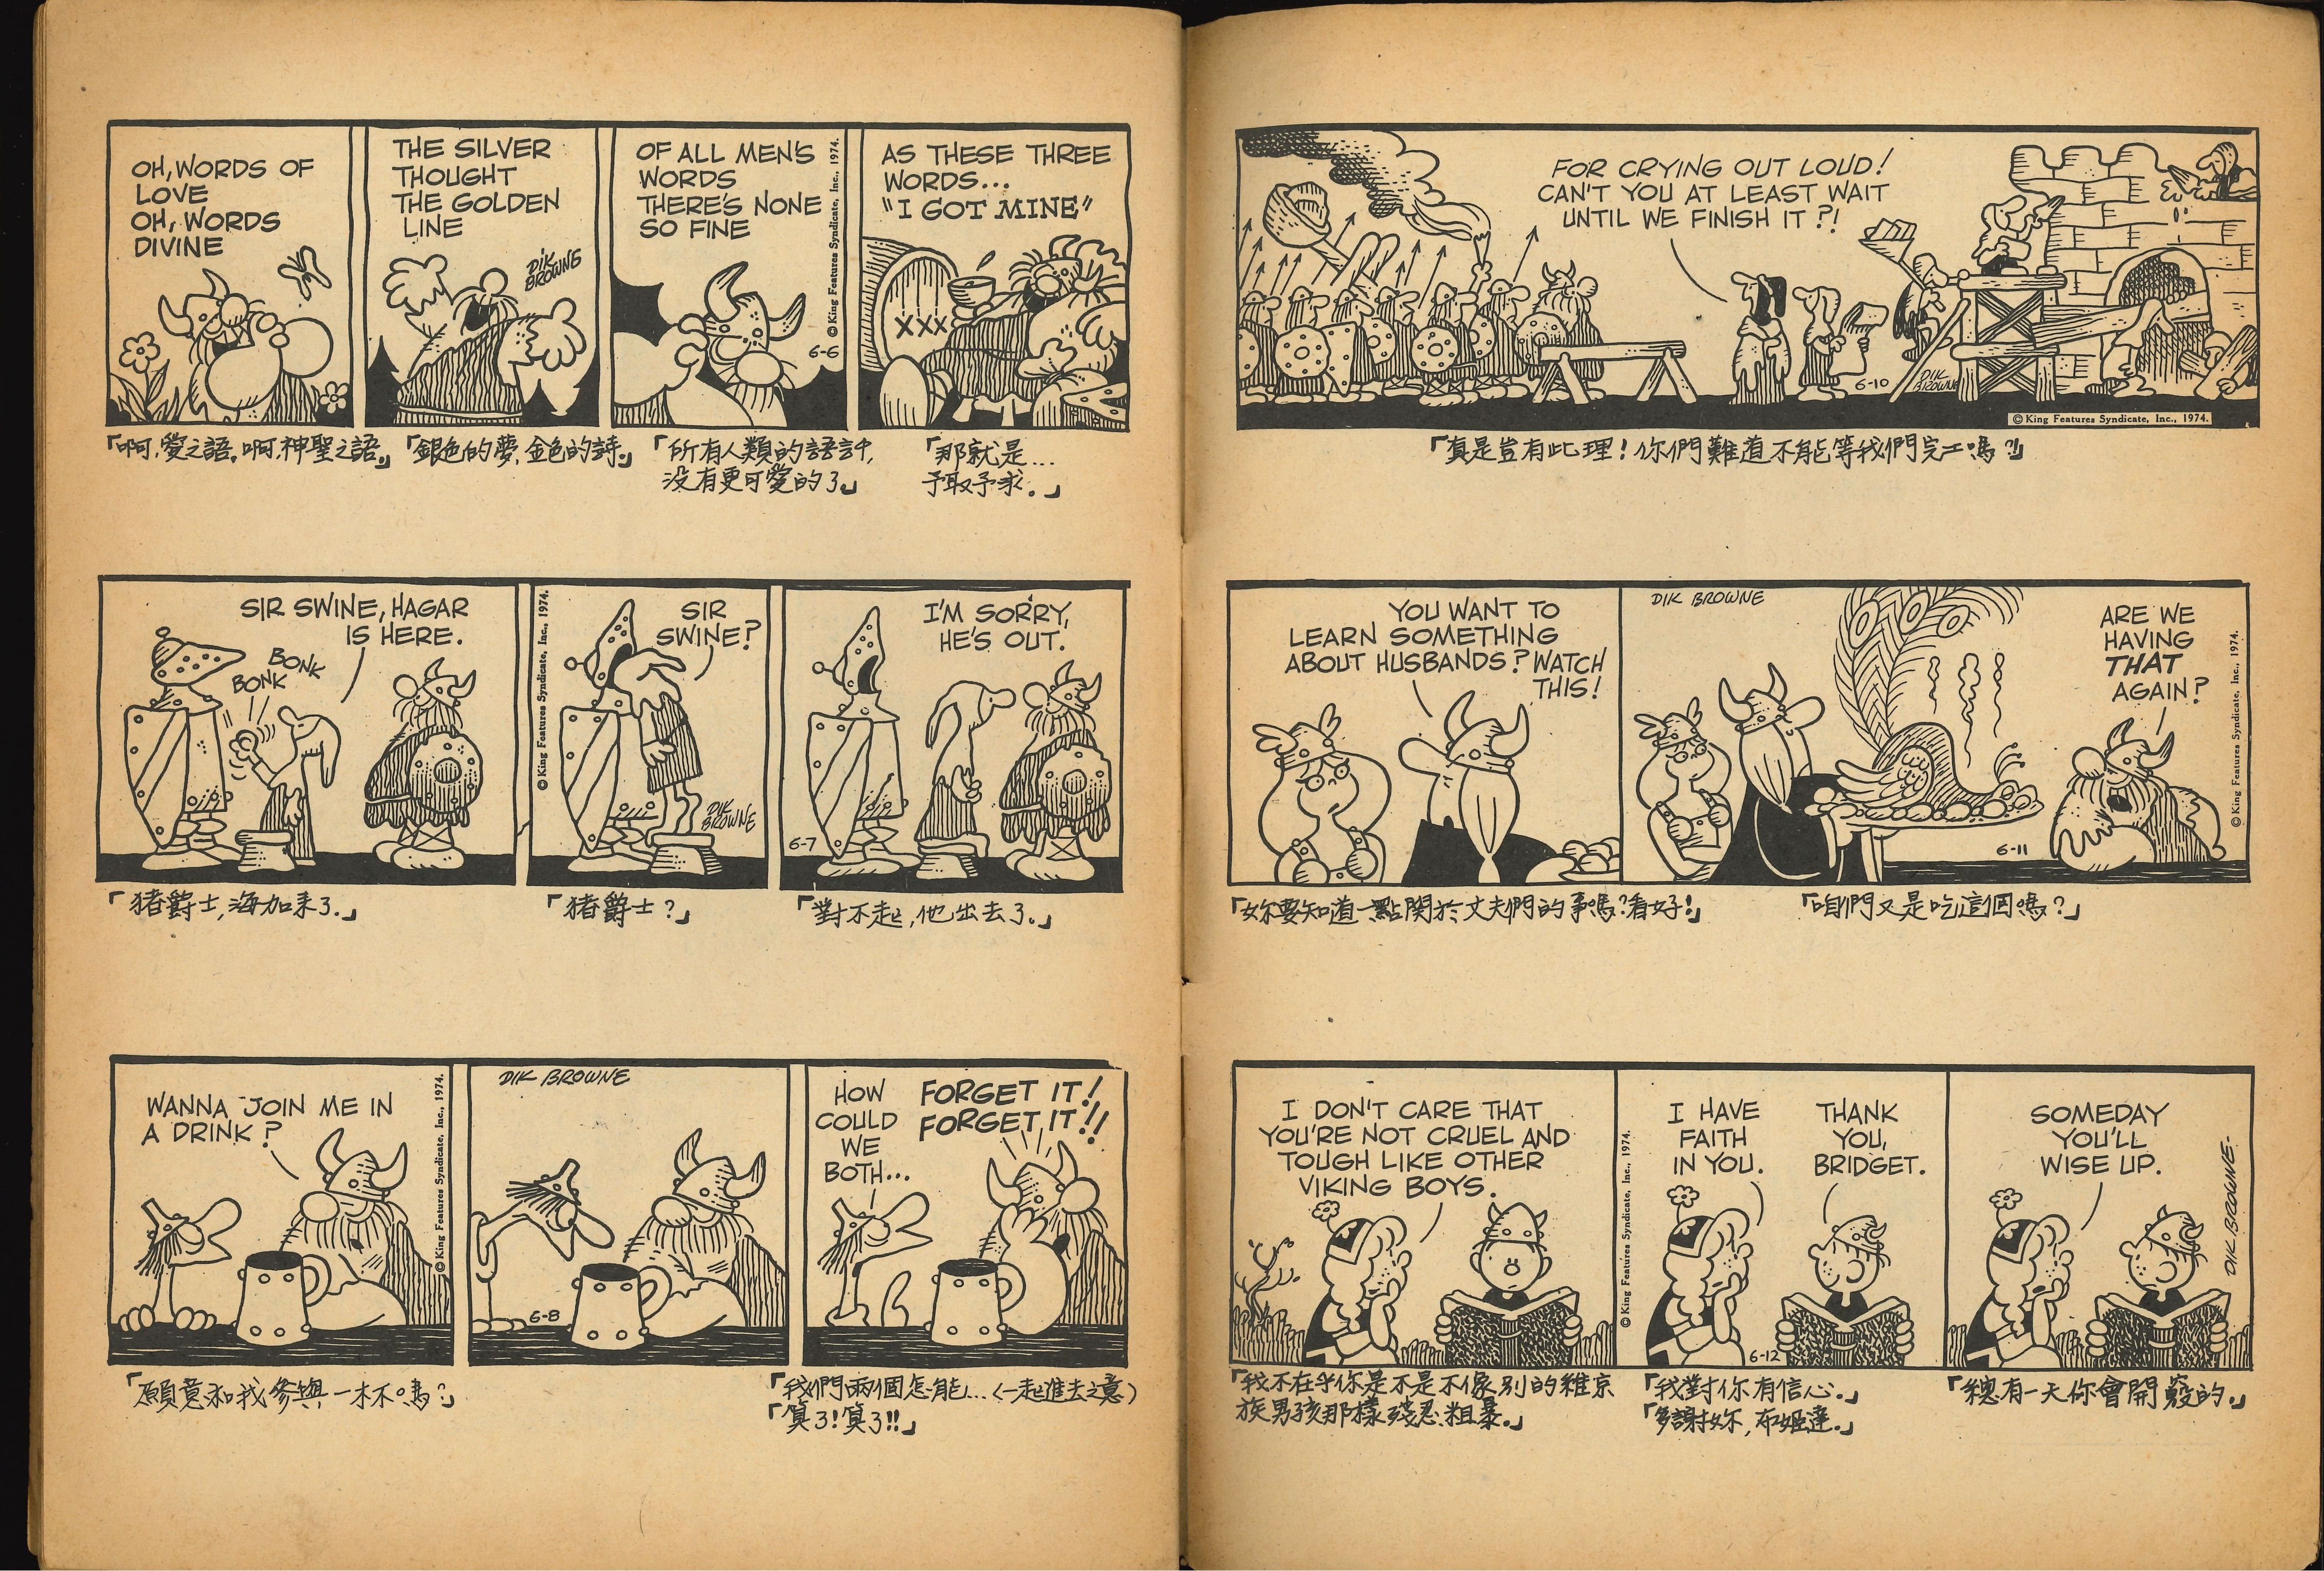 OH, WORDS OF
LOVE
OH, WORDS
DIVINE
THE SILVER
THOUGHT
THE GOLDEN
LINE
DIK
BROWNE
OF ALL MEN'S
WORDS
THERE'S NONE
SO FINE
© King Features Syndicate, Inc., 1974.
6-6
AS THESE THREE
WORDS...
"I GOT MINE"
XXX
「啊,愛之語。啊,神聖之語。」
「銀色的夢,金色的詩。」
「所有人類的語言中,
没有更可愛的了。」
「那就是...
予取予求。」
SIR SWINE, HAGAR
IS HERE.
BONK
BONK
© King Features Syndicate, Inc., 1974.
SIR
SWINE?
DIK
BROWNE
I'M SORRY,
HE'S OUT.
6-7
「猪爵士,海加来了.」
「猪爵士?」
「對不起,他出去了。」
WANNA JOIN ME IN
A DRINK?
© King Features Syndicate, Inc., 1974.
DIK BROWNE
6-8
HOW
COULD
WE
BOTH...
FORGET IT!
FORGET IT!!
「願意和我參與一杯嗎?」
「我們兩個怎能...(一起進去之意)
「算了!算了!!」
FOR CRYING OUT LOUD!
CAN'T YOU AT LEAST WAIT
UNTIL WE FINISH IT?!
6-10
DIK
BROWNE
© King Features Syndicate, Inc., 1974.
「真是豈有此理!你們難道不能等我們完工嗎?!」
YOU WANT TO
LEARN SOMETHING
ABOUT HUSBANDS? WATCH
THIS!
DIK BROWNE
ARE WE
HAVING
THAT
AGAIN?
6-11
© King Features Syndicate, Inc., 1974.
「妳要知道一點關於丈夫們的事嗎?看好!」
「咱們又是吃這個嗎?」
I DON'T CARE THAT
YOU'RE NOT CRUEL AND
TOUGH LIKE OTHER
VIKING BOYS.
© King Features Syndicate, Inc., 1974.
I HAVE
FAITH
IN YOU.
THANK
YOU,
BRIDGET.
6-12
SOMEDAY
YOU'LL
WISE UP.
DIK BROWNE-
「我不在乎你是不是不像别的維京
族男孩那樣殘忍粗暴。」
「我對你有信心.」
「多謝妳,布姬達.」
「總有一天你會開竅的.」